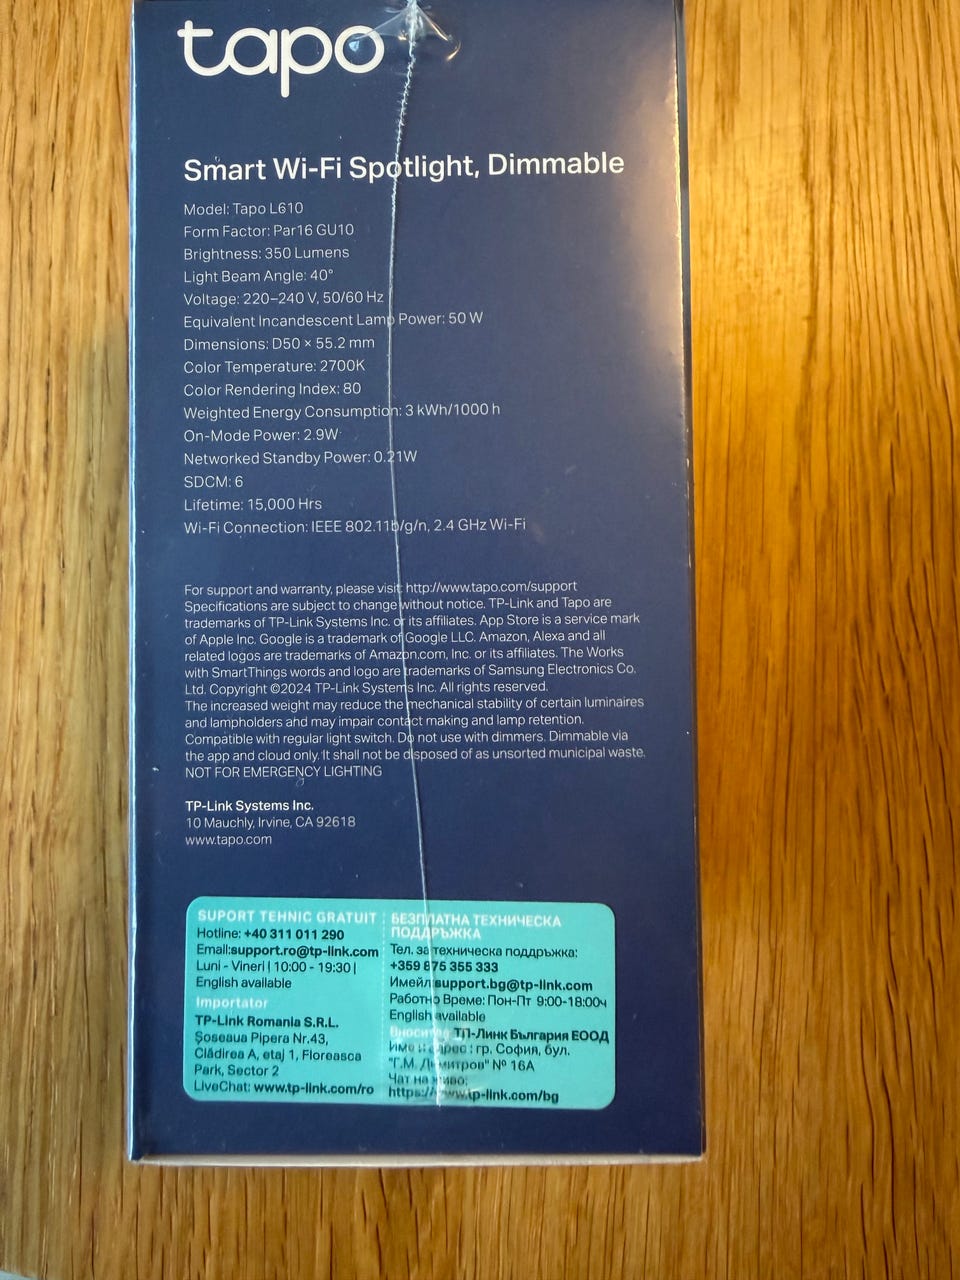 tapo
Smart Wi-Fi Spotlight, Dimmable
Model: Tapo L610
Form Factor: Par16 GU10
Brightness: 350 Lumens
Light Beam Angle: 40°
Voltage: 220–240 V, 50/60 Hz
Equivalent Incandescent Lamp Power: 50 W
Dimensions: D50 × 55.2 mm
Color Temperature: 2700K
Color Rendering Index: 80
Weighted Energy Consumption: 3 kWh/1000 h
On-Mode Power: 2.9W
Networked Standby Power: 0.21W
SDCM: 6
Lifetime: 15,000 Hrs
Wi-Fi Connection: IEEE 802.11b/g/n, 2.4 GHz Wi-Fi
For support and warranty, please visit http://www.tapo.com/support
Specifications are subject to change without notice. TP-Link and Tapo are
trademarks of TP-Link Systems Inc. or its affiliates. App Store is a service mark
of Apple Inc. Google is a trademark of Google LLC. Amazon, Alexa and all
related logos are trademarks of Amazon.com, Inc. or its affiliates. The Works
with SmartThings words and logo are trademarks of Samsung Electronics Co.
Ltd. Copyright ©2024 TP-Link Systems Inc. All rights reserved.
The increased weight may reduce the mechanical stability of certain luminaires
and lampholders and may impair contact making and lamp retention.
Compatible with regular light switch. Do not use with dimmers. Dimmable via
the app and cloud only. It shall not be disposed of as unsorted municipal waste.
NOT FOR EMERGENCY LIGHTING
TP-Link Systems Inc.
10 Mauchly, Irvine, CA 92618
www.tapo.com
SUPORT TEHNIC GRATUIT
Hotline: +40 311 011 290
Email:support.ro@tp-link.com
Luni - Vineri | 10:00 - 19:30 |
English available
Importator
TP-Link Romania S.R.L.
Șoseaua Pipera Nr.43,
Clădirea A, etaj 1, Floreasca
Park, Sector 2
LiveChat: www.tp-link.com/ro
БЕЗПЛАТНА ТЕХНИЧЕСКА
ПОДДРЪЖКА
Тел. за техническа поддръжка:
+359 875 355 333
Имейл:support.bg@tp-link.com
Работно Време: Пон-Пт 9:00-18:00ч
English available
Вносител ТП-Линк България ЕООД
Име и адрес: гр. София, бул.
"Г.М. Димитров" № 16А
Чат на живо:
https://www.tp-link.com/bg